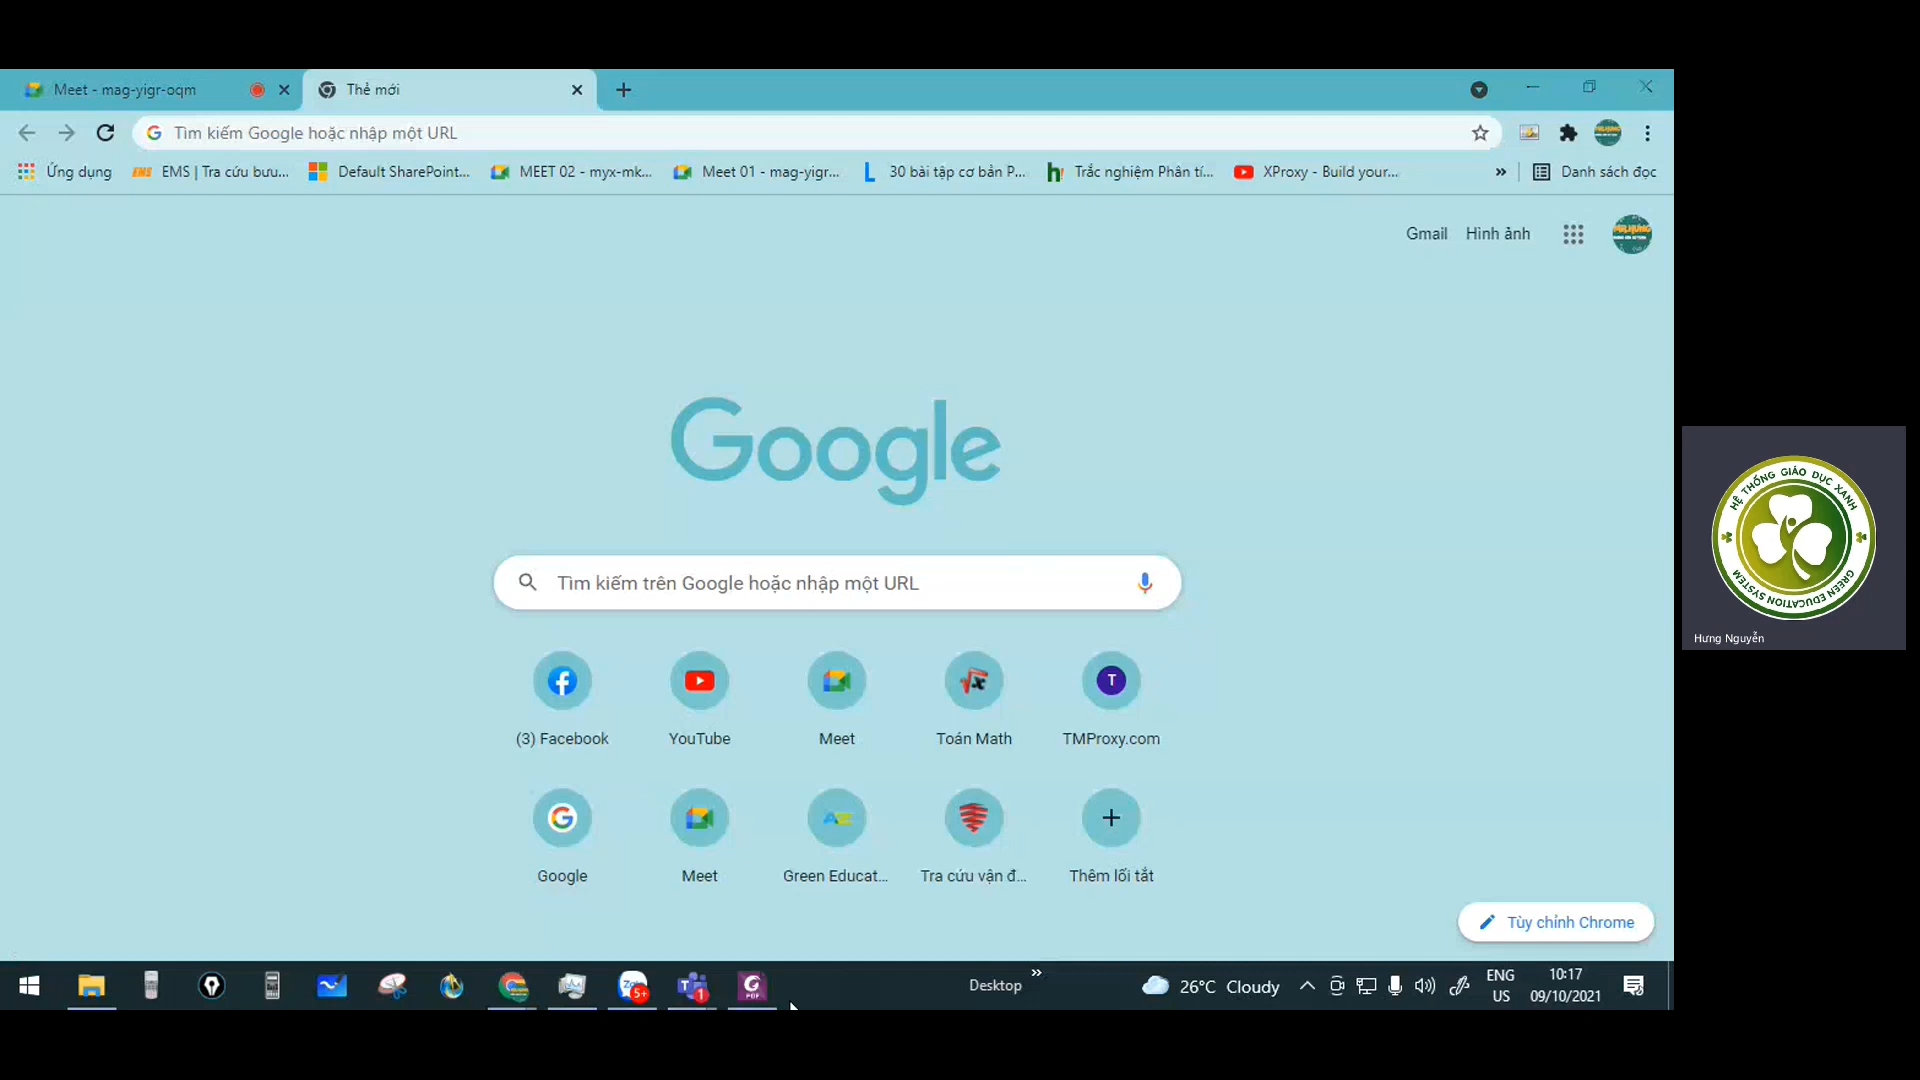 Meet - mag-yigr-oqm
Thẻ mới
Tìm kiếm Google hoặc nhập một URL
Ứng dụng
EMS | Tra cứu bưu...
Default SharePoint...
MEET 02 - myx-mk...
Meet 01 - mag-yigr...
30 bài tập cơ bản P...
Trắc nghiệm Phân tí...
XProxy - Build your...
»
Danh sách đọc
Gmail
Hình ảnh
Google
Tìm kiếm trên Google hoặc nhập một URL
(3) Facebook
YouTube
Meet
T
Toán Math
TMProxy.com
Google
Meet
Green Educat...
Tra cứu vận đ...
Thêm lối tắt
Tùy chỉnh Chrome
HỆ THỐNG GIÁO DỤC XANH
GREEN EDUCATION SYSTEM
Hưng Nguyễn
Desktop
»
26°C Cloudy
ENG
US
10:17
09/10/2021